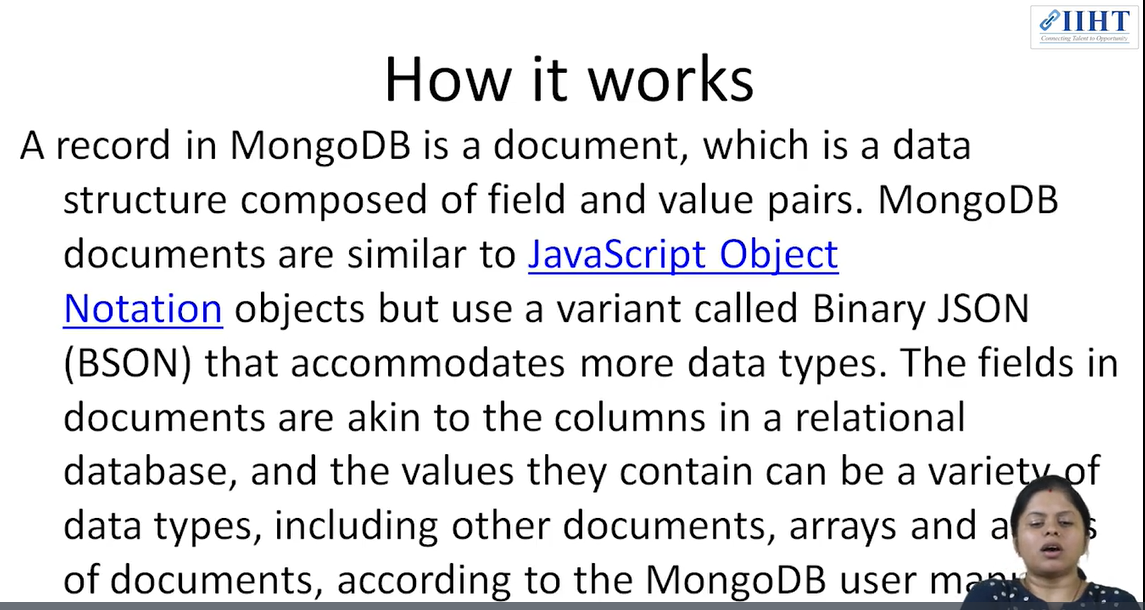 IIHT
Connecting Talent to Opportunity
How it works
A record in MongoDB is a document, which is a data
structure composed of field and value pairs. MongoDB
documents are similar to JavaScript Object
Notation objects but use a variant called Binary JSON
(BSON) that accommodates more data types. The fields in
documents are akin to the columns in a relational
database, and the values they contain can be a variety of
data types, including other documents, arrays and
of documents, according to the MongoDB user